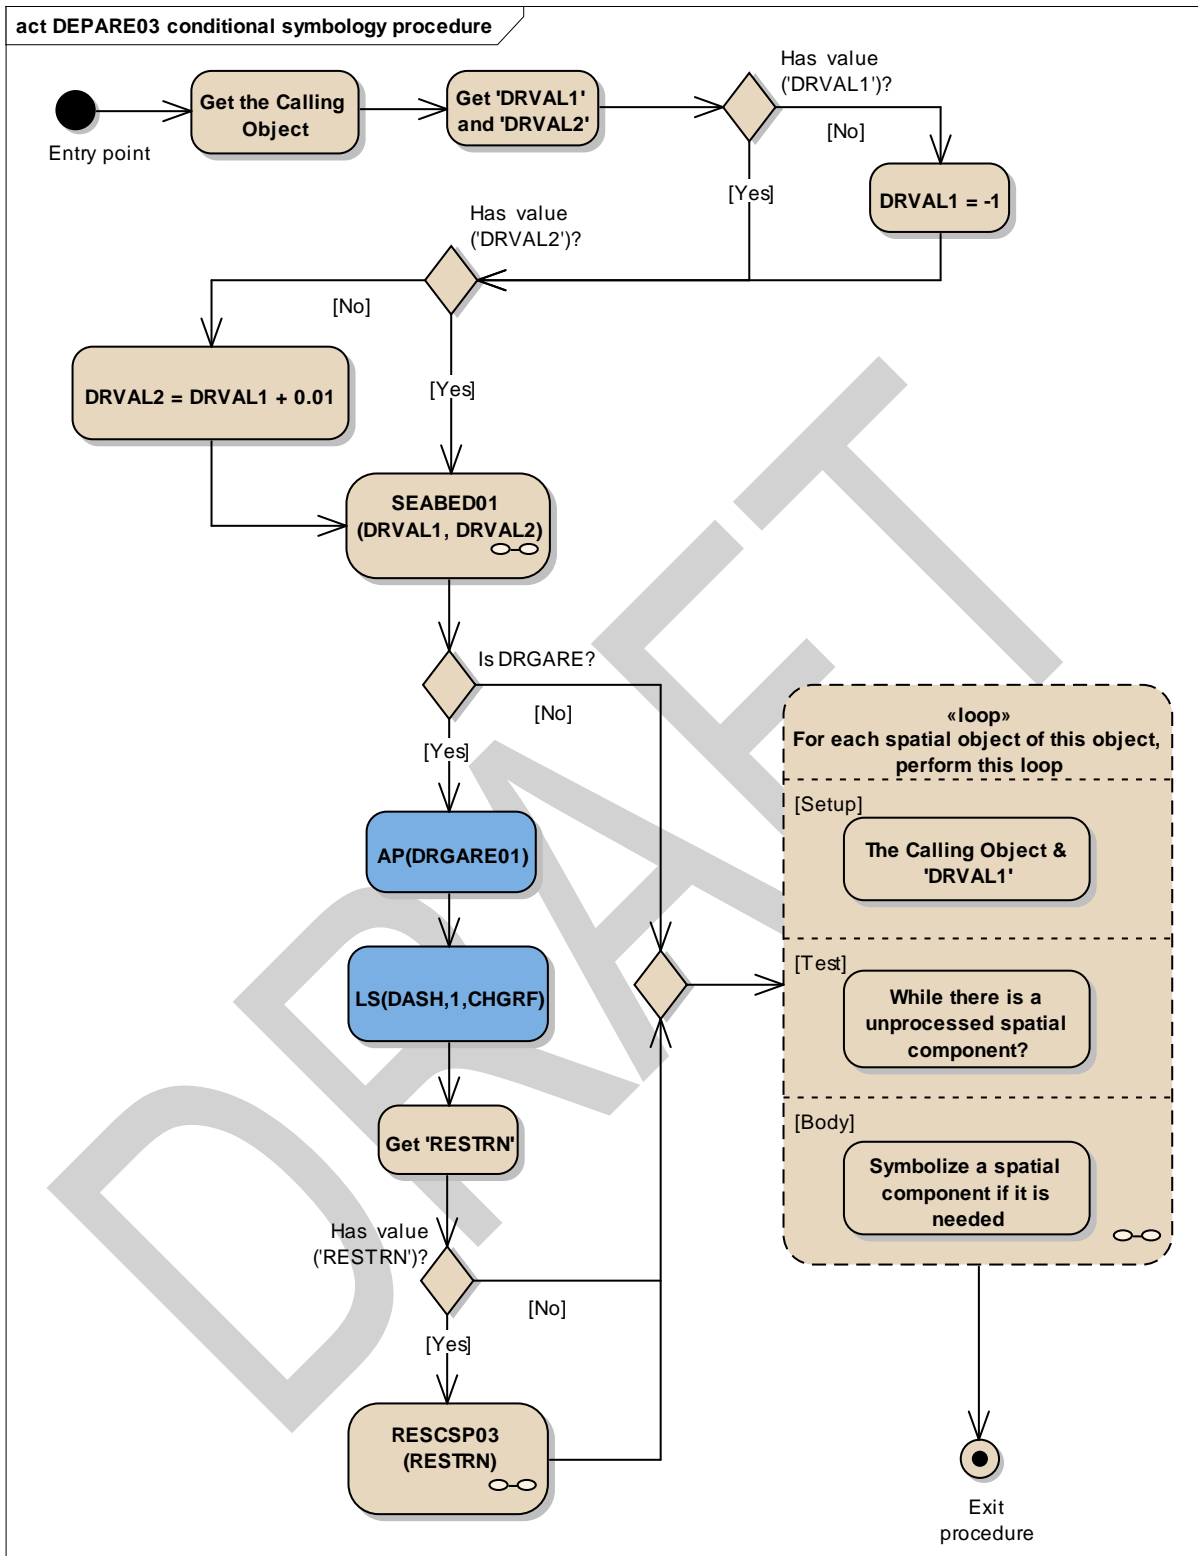 act DEPARE03 conditional symbology procedure
Entry point
Get the Calling
Object
Get 'DRVAL1'
and 'DRVAL2'
Has value
('DRVAL1')?
[No]
[Yes]
DRVAL1 = -1
Has value
('DRVAL2')?
[No]
[Yes]
DRVAL2 = DRVAL1 + 0.01
SEABED01
(DRVAL1, DRVAL2)
Is DRGARE?
[No]
[Yes]
AP(DRGARE01)
LS(DASH,1,CHGRF)
Get 'RESTRN'
Has value
('RESTRN')?
[No]
[Yes]
RESCSP03
(RESTRN)
«loop»
For each spatial object of this object,
perform this loop
[Setup]
The Calling Object &
'DRVAL1'
[Test]
While there is a
unprocessed spatial
component?
[Body]
Symbolize a spatial
component if it is
needed
Exit
procedure
DRAFT